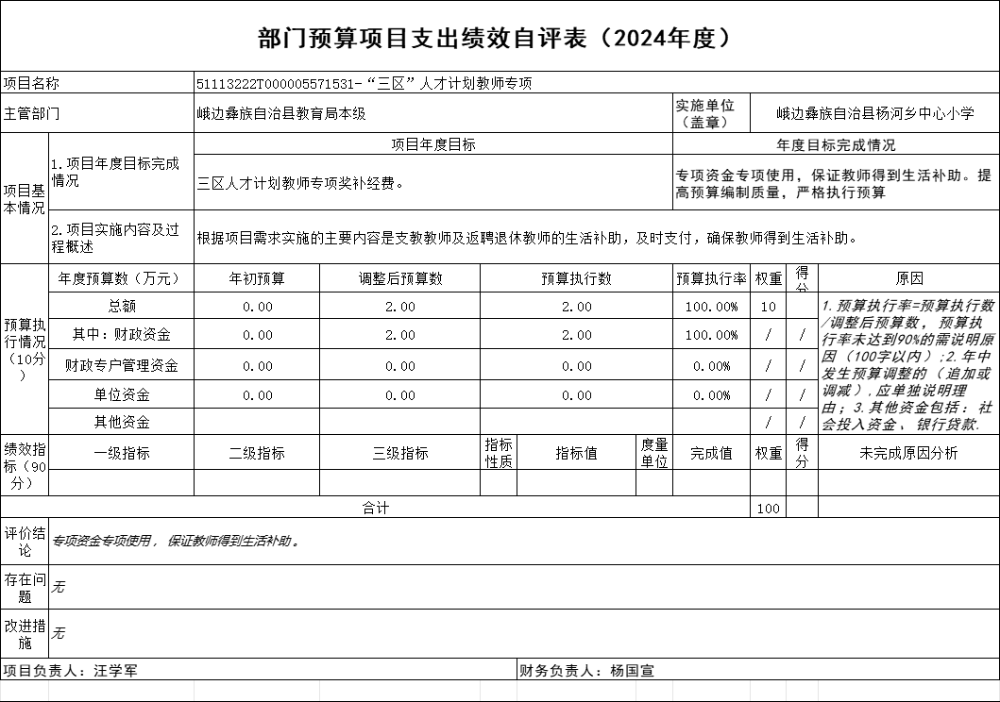 部门预算项目支出绩效自评表（2024年度）
项目名称 51113222T000005571531-“三区”人才计划教师专项
主管部门 峨边彝族自治县教育局本级 实施单位（盖章） 峨边彝族自治县杨河乡中心小学
项目基本情况
项目年度目标 年度目标完成情况
1.项目年度目标完成情况 三区人才计划教师专项奖补经费。 专项资金专项使用，保证教师得到生活补助。提高预算编制质量，严格执行预算
2.项目实施内容及过程概述 根据项目需求实施的主要内容是支教教师及返聘退休教师的生活补助，及时支付，确保教师得到生活补助。
预算执行情况（10分）
年度预算数（万元） 年初预算 调整后预算数 预算执行数 预算执行率 权重 得分 原因
总额 0.00 2.00 2.00 100.00% 10
其中：财政资金 0.00 2.00 2.00 100.00% / /
财政专户管理资金 0.00 0.00 0.00 0.00% / /
单位资金 0.00 0.00 0.00 0.00% / /
其他资金 / /
1.预算执行率=预算执行数
/调整后预算数，预算执
行率未达到90%的需说明原
因（100字以内）;2.年中
发生预算调整的（追加或
调减）,应单独说明理
由；3.其他资金包括：社
会投入资金、银行贷款.
绩效指标（90分）
一级指标 二级指标 三级指标 指标性质 指标值 度量单位 完成值 权重 得分 未完成原因分析
合计 100
评价结论 专项资金专项使用，保证教师得到生活补助。
存在问题 无
改进措施 无
项目负责人：汪学军 财务负责人：杨国宣